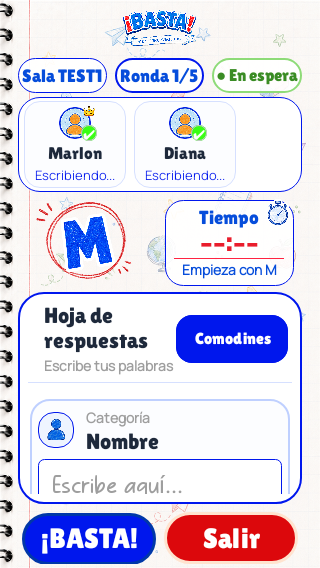 ¡BASTA!
Sala TEST1
Ronda 1/5
En espera
Marlon
Escribiendo...
Diana
Escribiendo...
M
Tiempo
--:--
Empieza con M
Hoja de
respuestas
Escribe tus palabras
Comodines
Categoría
Nombre
Escribe aquí...
¡BASTA!
Salir